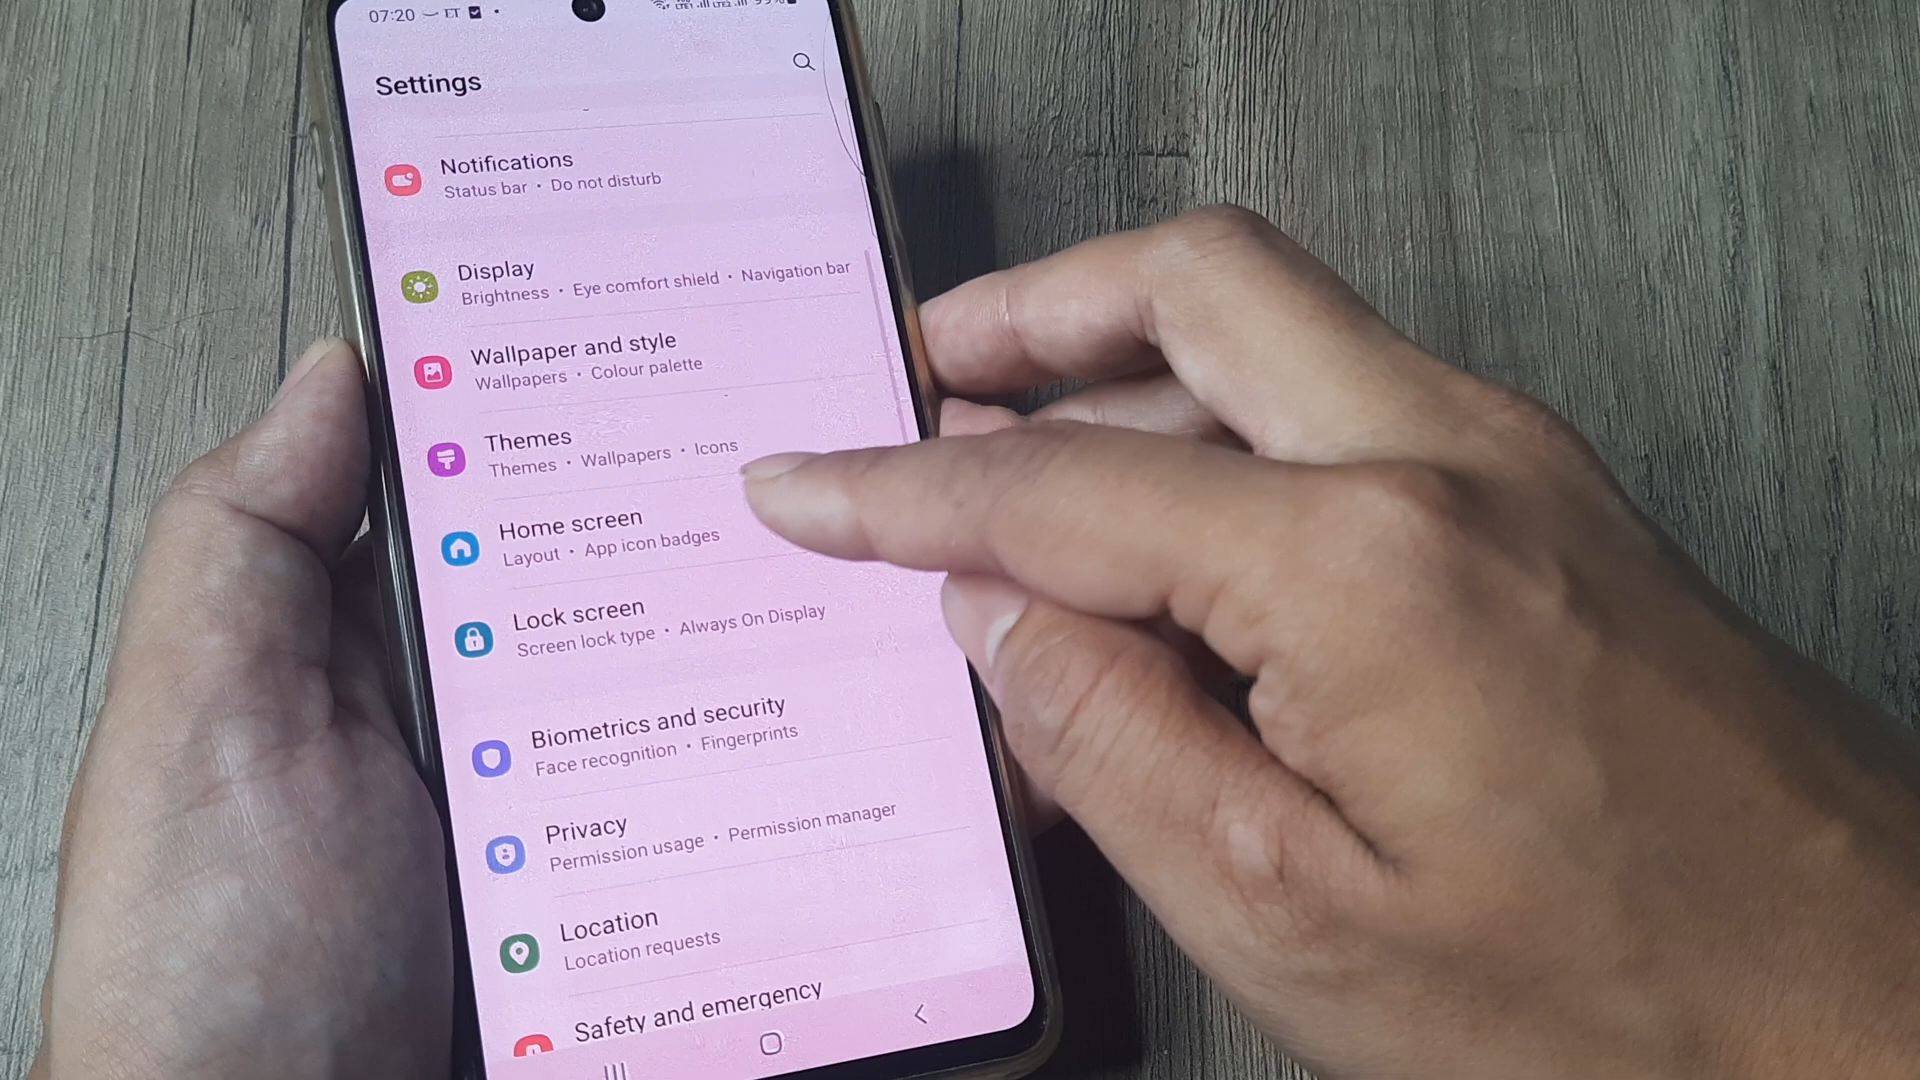 07:20 ET
Settings
Notifications
Status bar • Do not disturb
Display
Brightness • Eye comfort shield • Navigation bar
Wallpaper and style
Wallpapers • Colour palette
Themes
Themes • Wallpapers • Icons
Home screen
Layout • App icon badges
Lock screen
Screen lock type • Always On Display
Biometrics and security
Face recognition • Fingerprints
Privacy
Permission usage • Permission manager
Location
Location requests
Safety and emergency